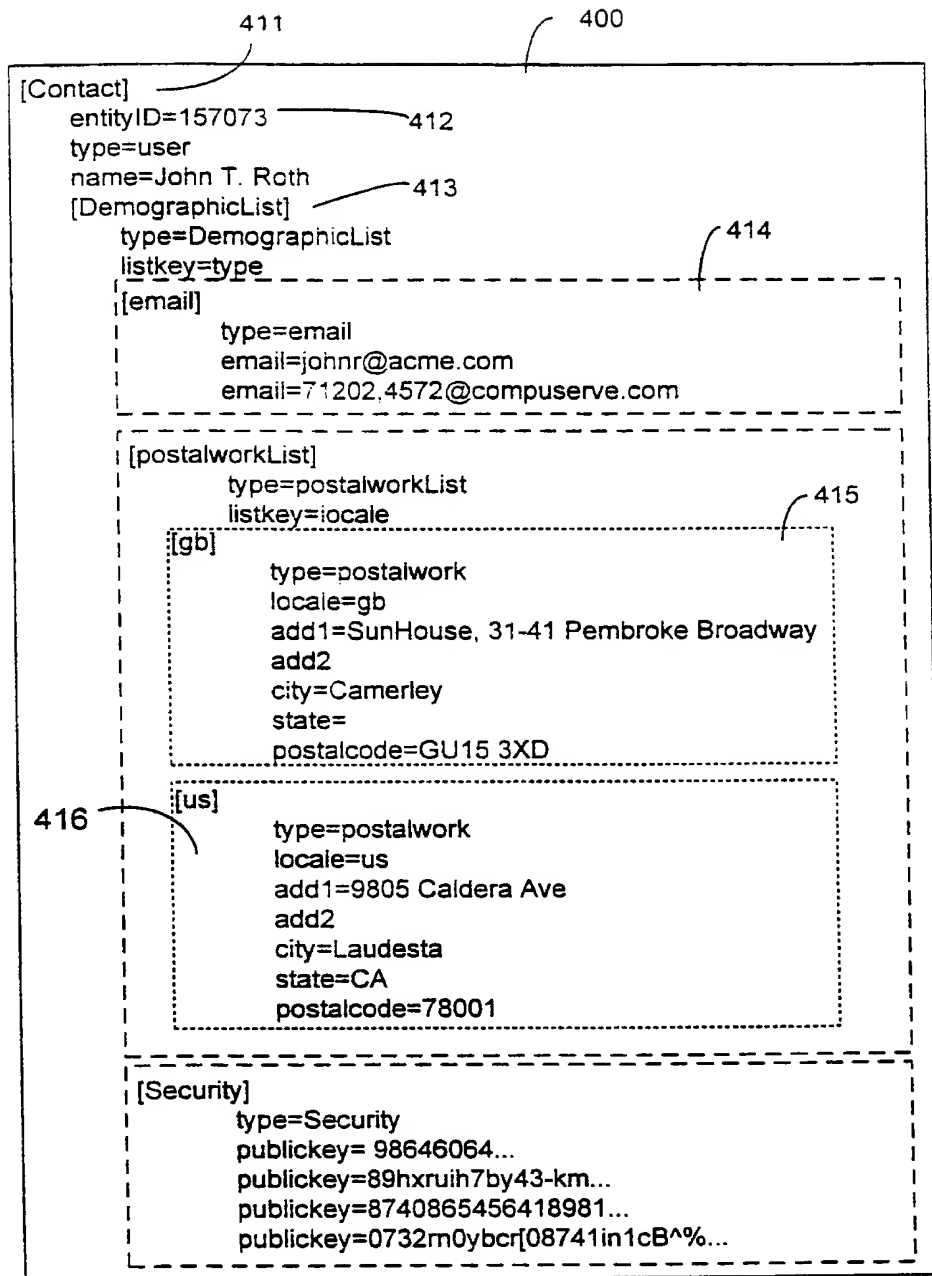 411
400
[Contact]
entityID=157073
412
type=user
name=John T. Roth
413
[DemographicList]
type=DemographicList
414
listkey=type
[email]
type=email
email=johnr@acme.com
email=71202,4572@compuserve.com
[postalworkList]
type=postalworkList
415
listkey=locale
[gb]
type=postalwork
locale=gb
add1=SunHouse, 31-41 Pembroke Broadway
add2
city=Camerley
state=
postalcode=GU15 3XD
[us]
416
type=postalwork
locale=us
add1=9805 Caldera Ave
add2
city=Laudesta
state=CA
postalcode=78001
[Security]
type=Security
publickey= 98646064...
publickey=89hxruih7by43-km...
publickey=8740865456418981...
publickey=0732rn0ybcr[08741in1cB^%...